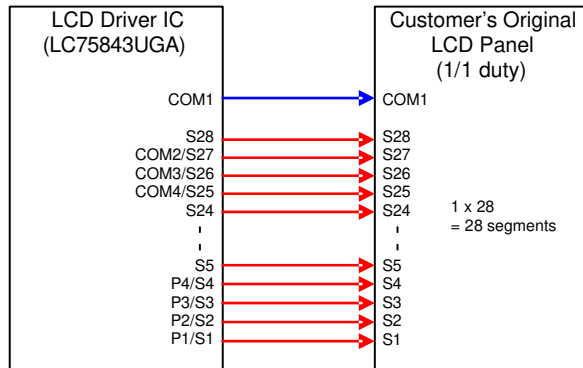 LCD Driver IC
(LC75843UGA)
Customer's Original
LCD Panel
(1/1 duty)
COM1 COM1
S28 S28
COM2/S27 S27
COM3/S26 S26
COM4/S25 S25
S24 S24
1 x 28
= 28 segments
S5 S5
P4/S4 S4
P3/S3 S3
P2/S2 S2
P1/S1 S1